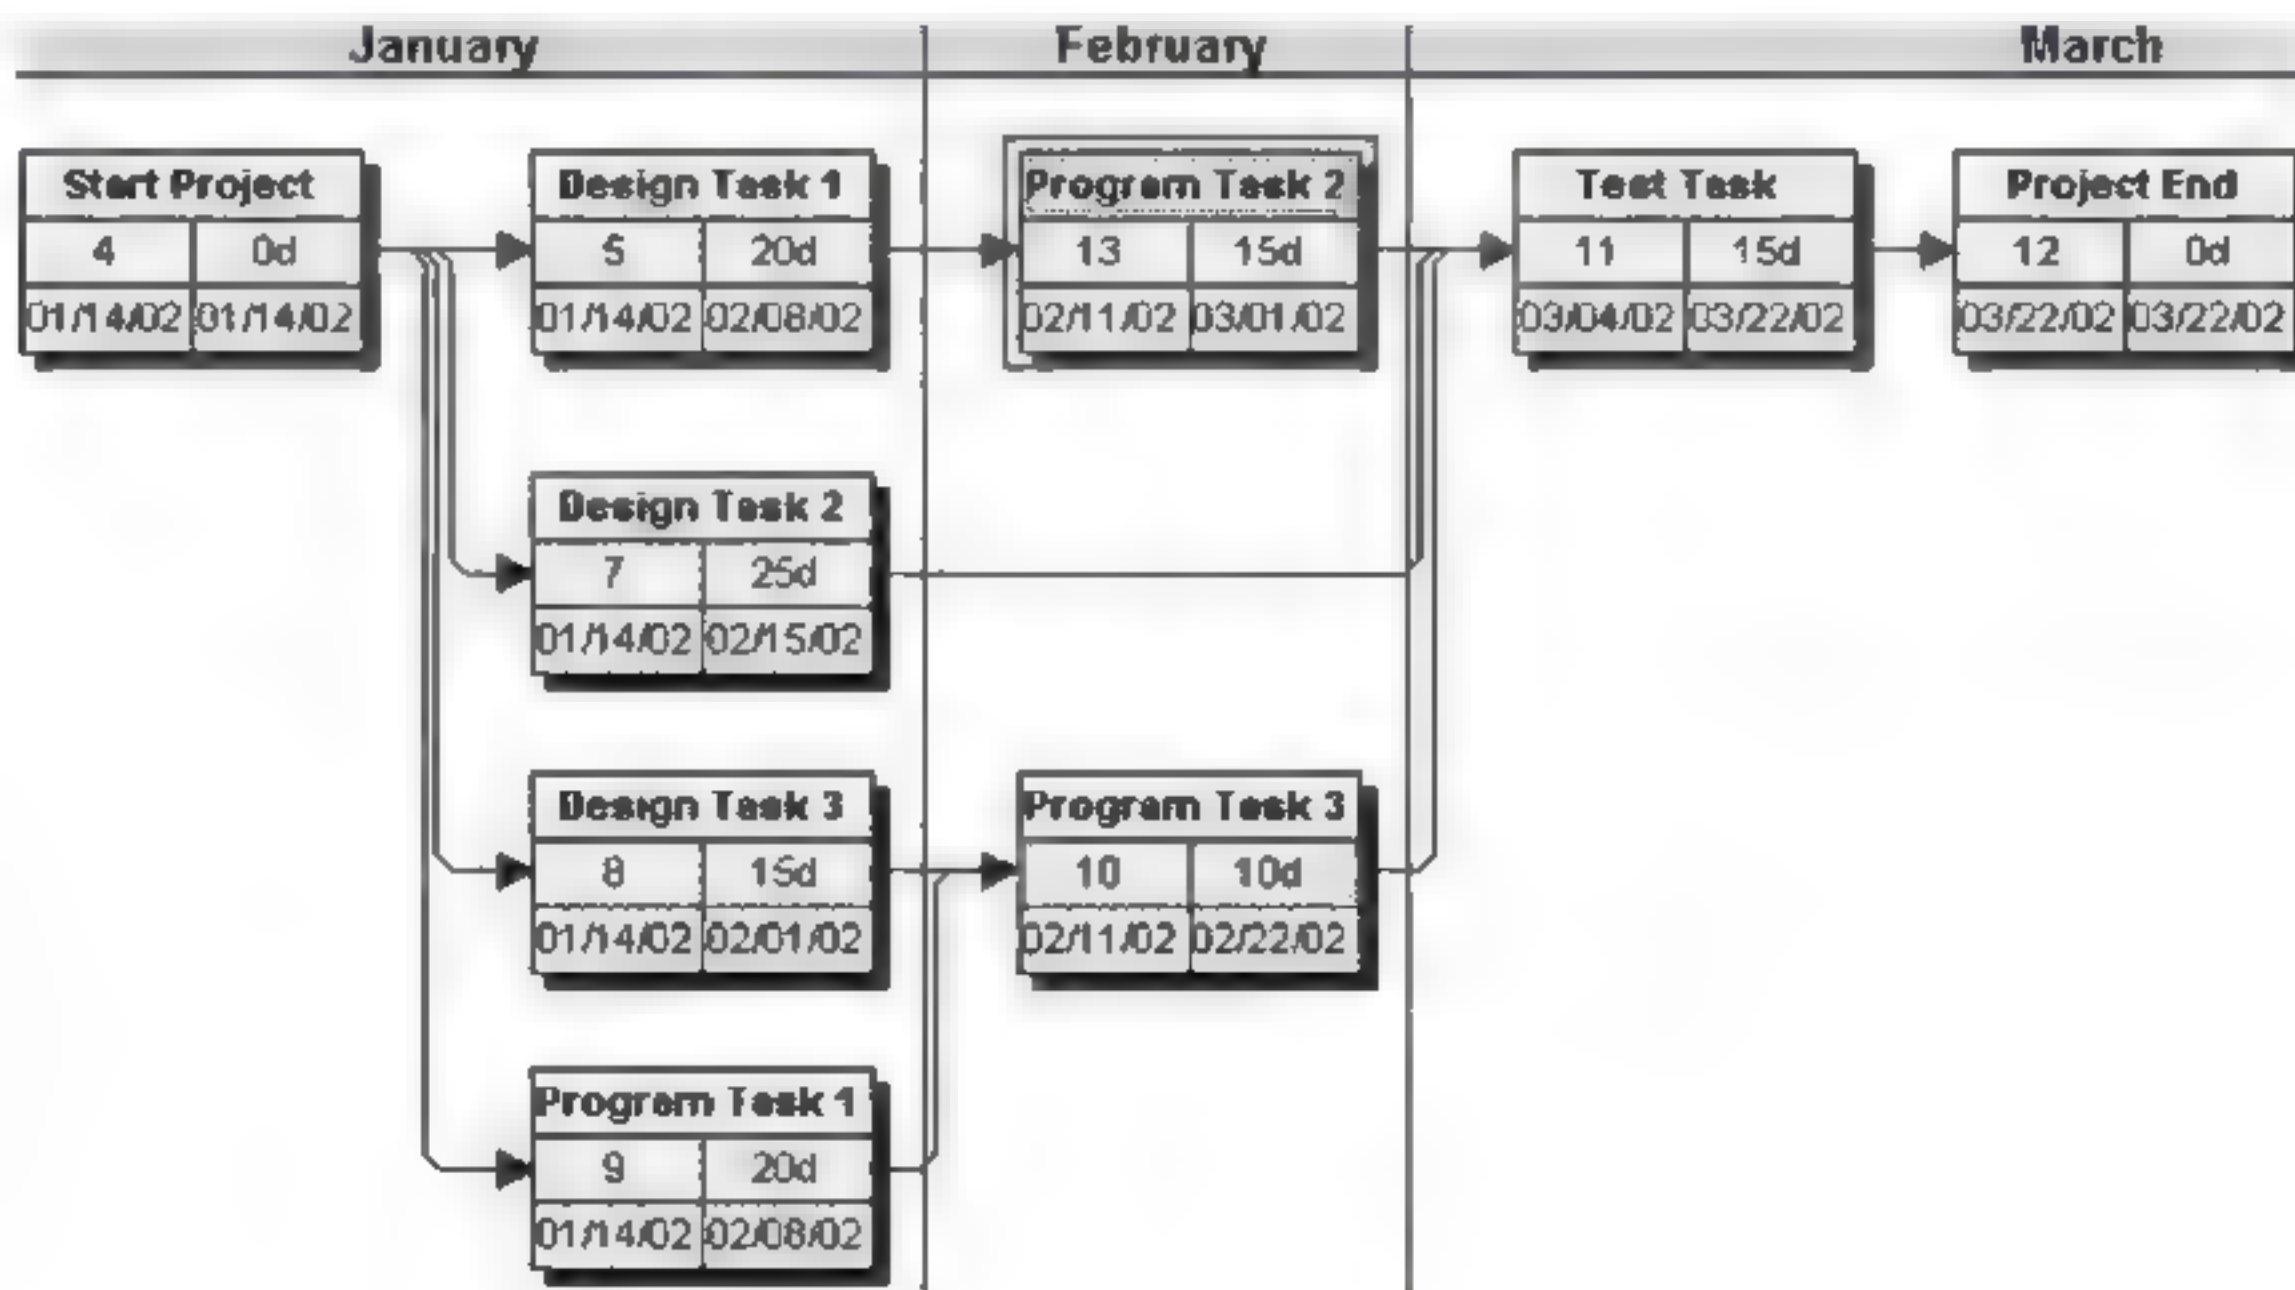 January February March
Start Project
4 0d
01/14/02 01/14/02
Design Task 1
5 20d
01/14/02 02/08/02
Program Task 2
13 15d
02/11/02 03/01/02
Test Task
11 15d
03/04/02 03/22/02
Project End
12 0d
03/22/02 03/22/02
Design Task 2
7 25d
01/14/02 02/15/02
Design Task 3
8 15d
01/14/02 02/01/02
Program Task 3
10 10d
02/11/02 02/22/02
Program Task 1
9 20d
01/14/02 02/08/02